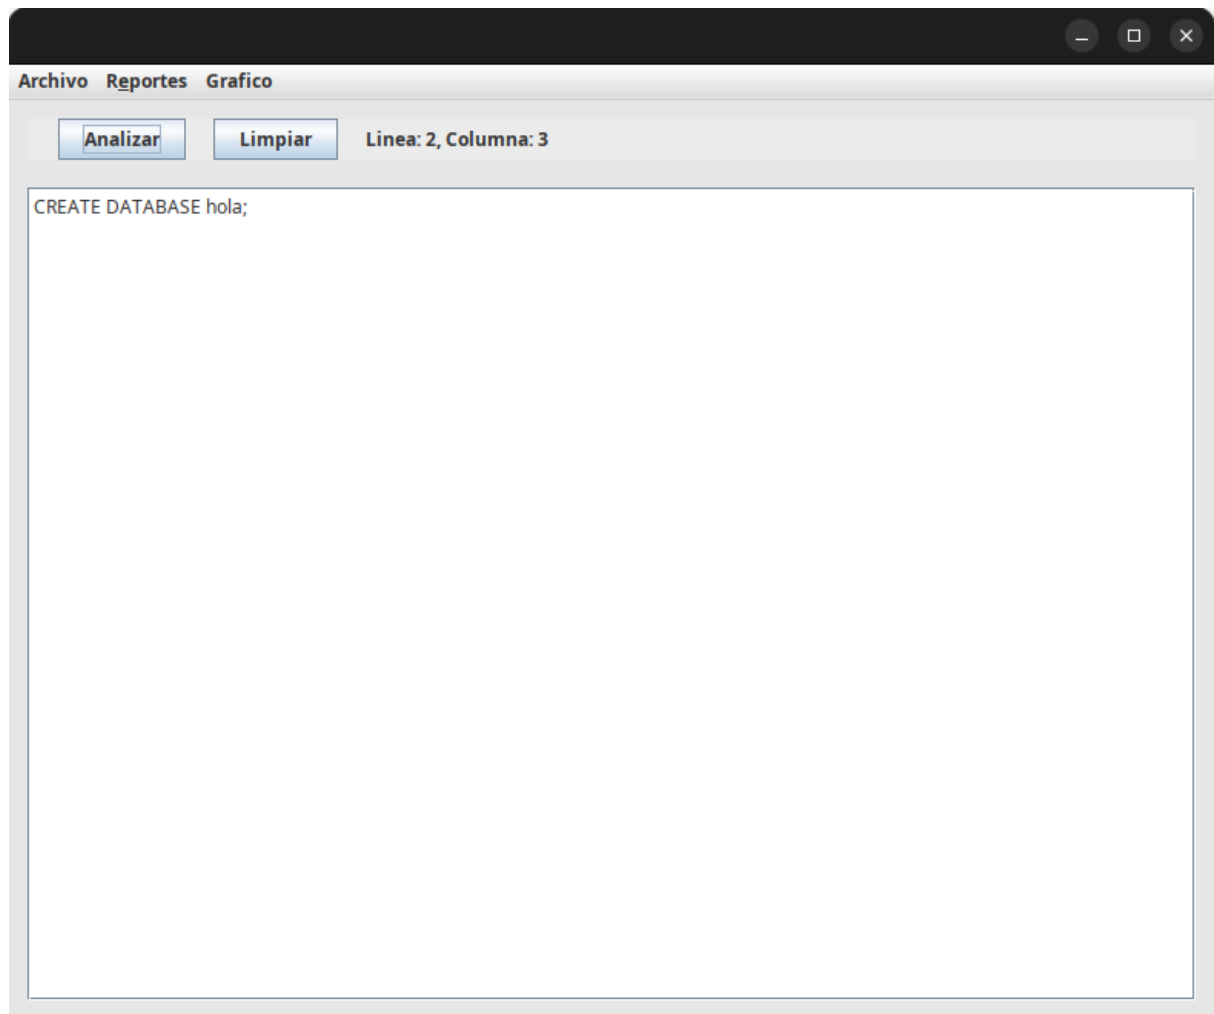 Archivo Reportes Grafico
Analizar Limpiar Linea: 2, Columna: 3
CREATE DATABASE hola;